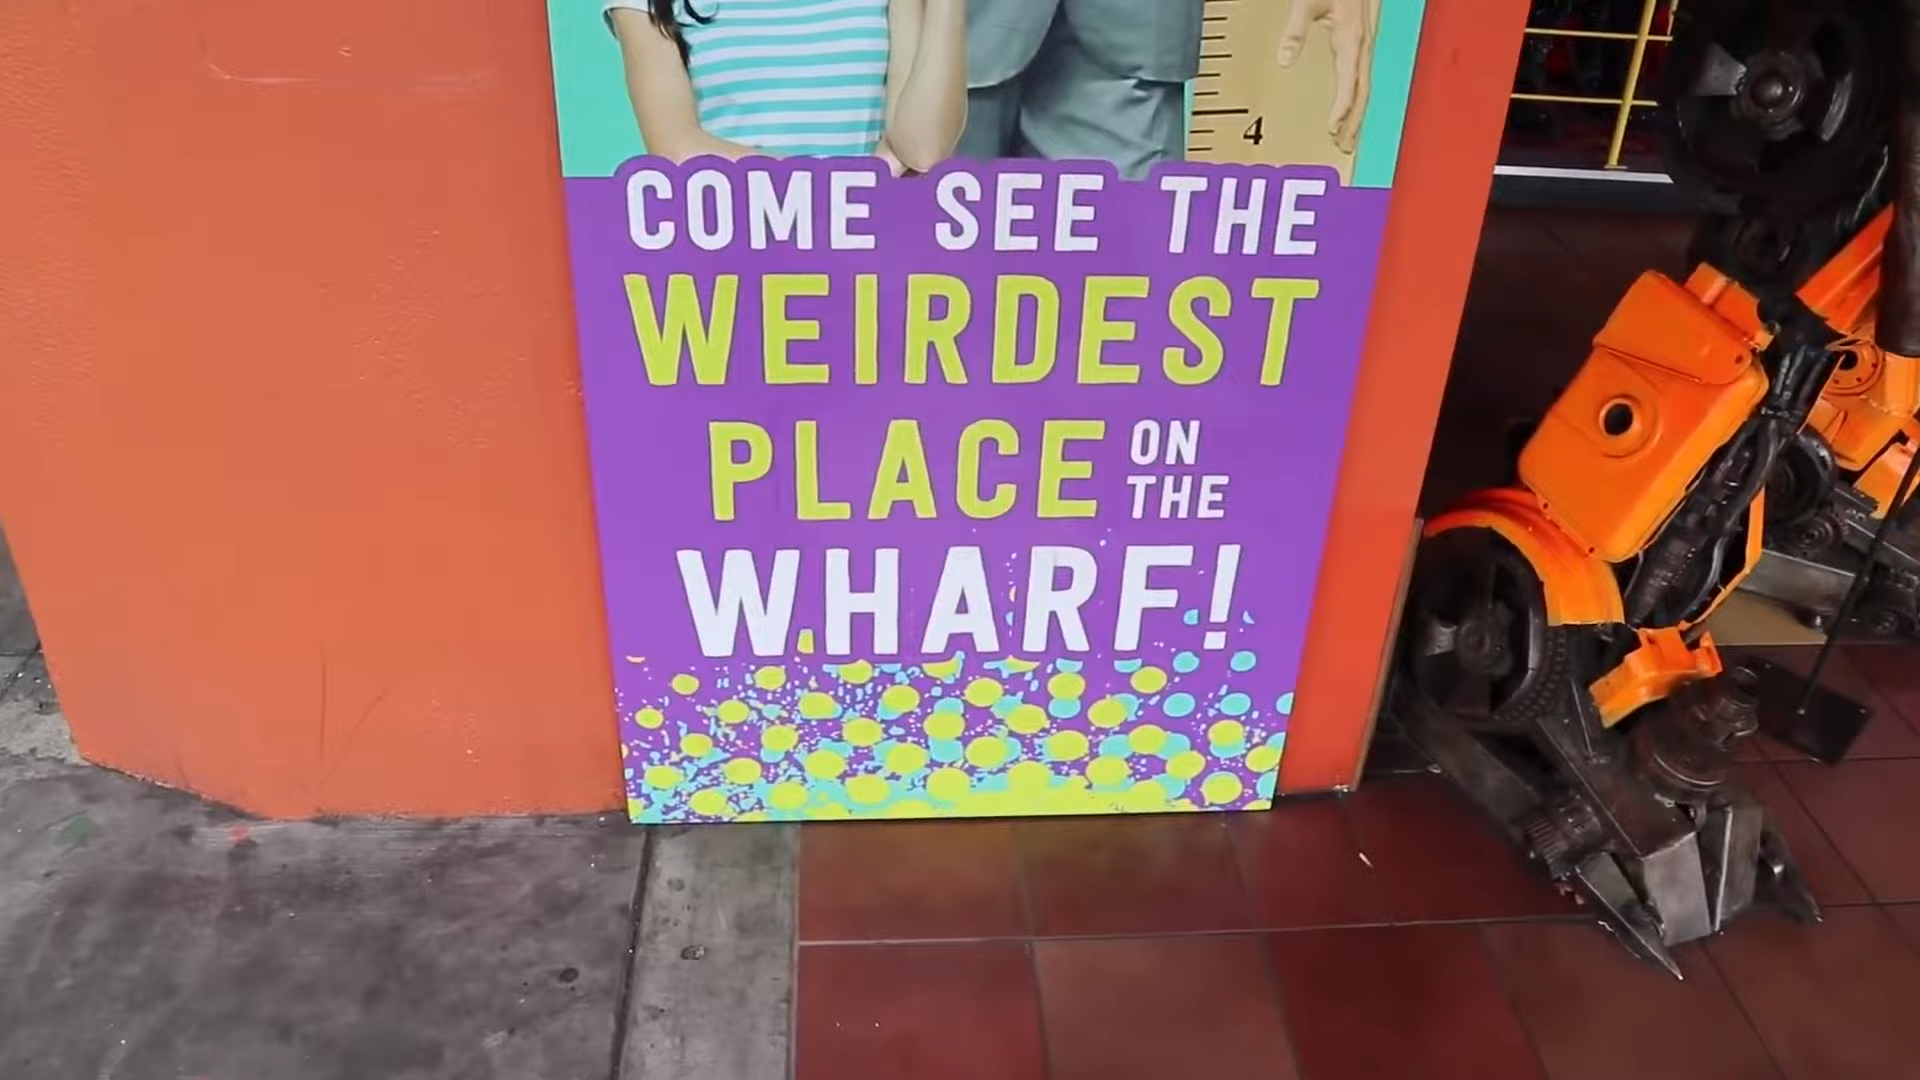 4
COME SEE THE
WEIRDEST
PLACE ON
THE
WHARF!